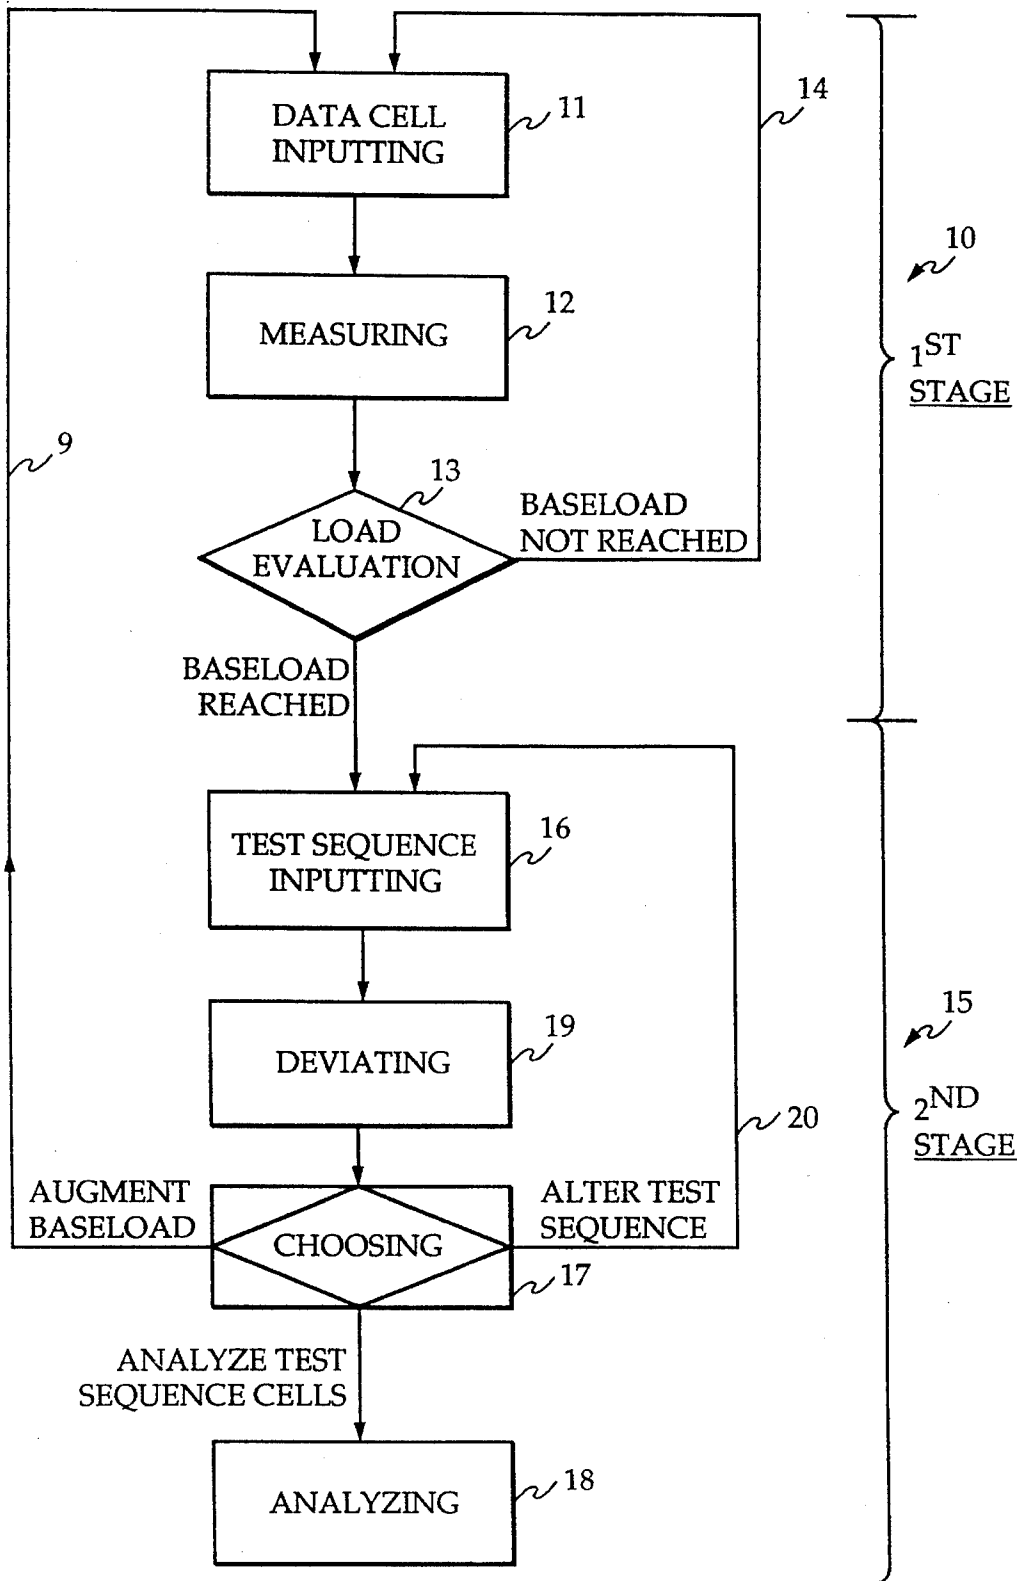 DATA CELL
INPUTTING
11
14
10
MEASURING
12
1ST
STAGE
9
13
LOAD
EVALUATION
BASELOAD
NOT REACHED
BASELOAD
REACHED
TEST SEQUENCE
INPUTTING
16
DEVIATING
19
15
20
2ND
STAGE
AUGMENT
BASELOAD
CHOOSING
ALTER TEST
SEQUENCE
17
ANALYZE TEST
SEQUENCE CELLS
ANALYZING
18